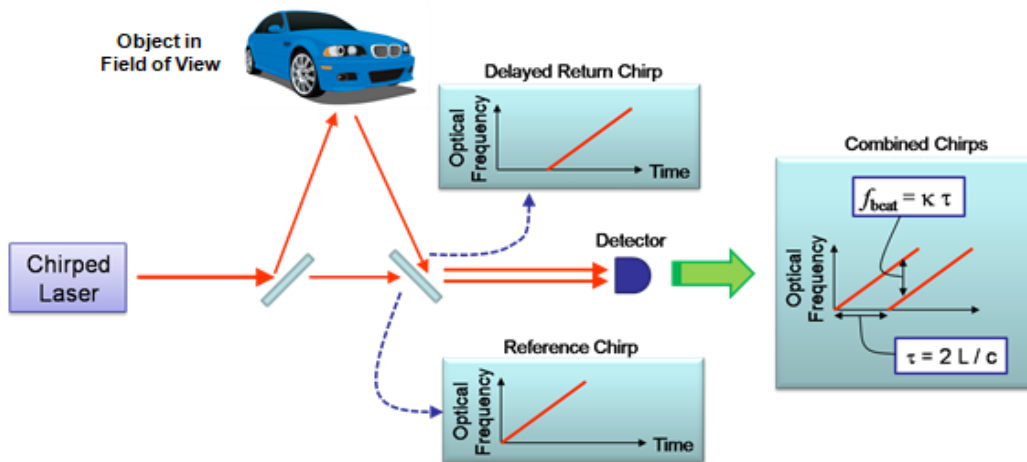 Object in
Field of View
Delayed Return Chirp
Optical
Frequency
Time
Combined Chirps
f_beat = κ τ
Optical
Frequency
τ = 2 L / c
Chirped
Laser
Detector
Reference Chirp
Optical
Frequency
Time